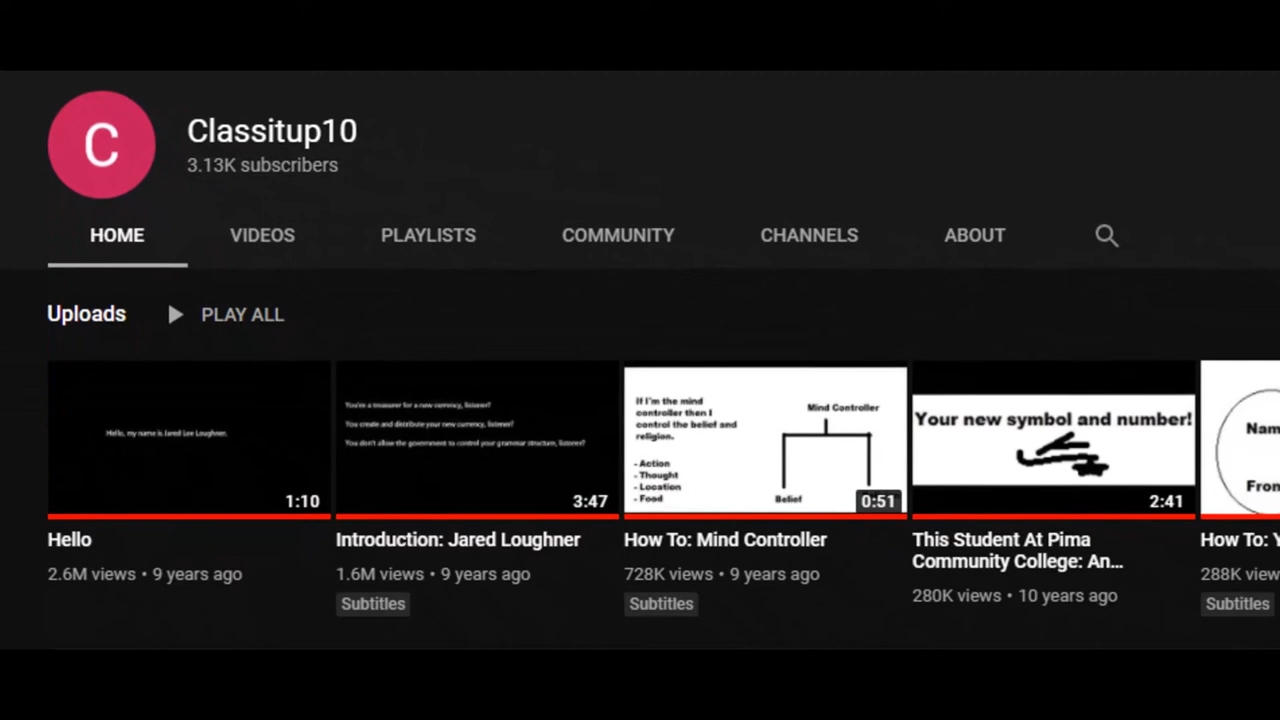 C
Classitup10
3.13K subscribers
HOME
VIDEOS
PLAYLISTS
COMMUNITY
CHANNELS
ABOUT
Uploads
PLAY ALL
Hello, my name is Jared Lee Loughner.
1:10
Hello
2.6M views • 9 years ago
You're a treasurer for a new currency, listener?
You create and distribute your new currency, listener?
You don't allow the government to control your grammar structure, listener?
3:47
Introduction: Jared Loughner
1.6M views • 9 years ago
Subtitles
If I'm the mind
controller then I
control the belief and
religion.
- Action
- Thought
- Location
- Food
Mind Controller
Belief
0:51
How To: Mind Controller
728K views • 9 years ago
Subtitles
Your new symbol and number!
2:41
This Student At Pima
Community College: An...
280K views • 10 years ago
Nam
From
How To: Y
288K view
Subtitles